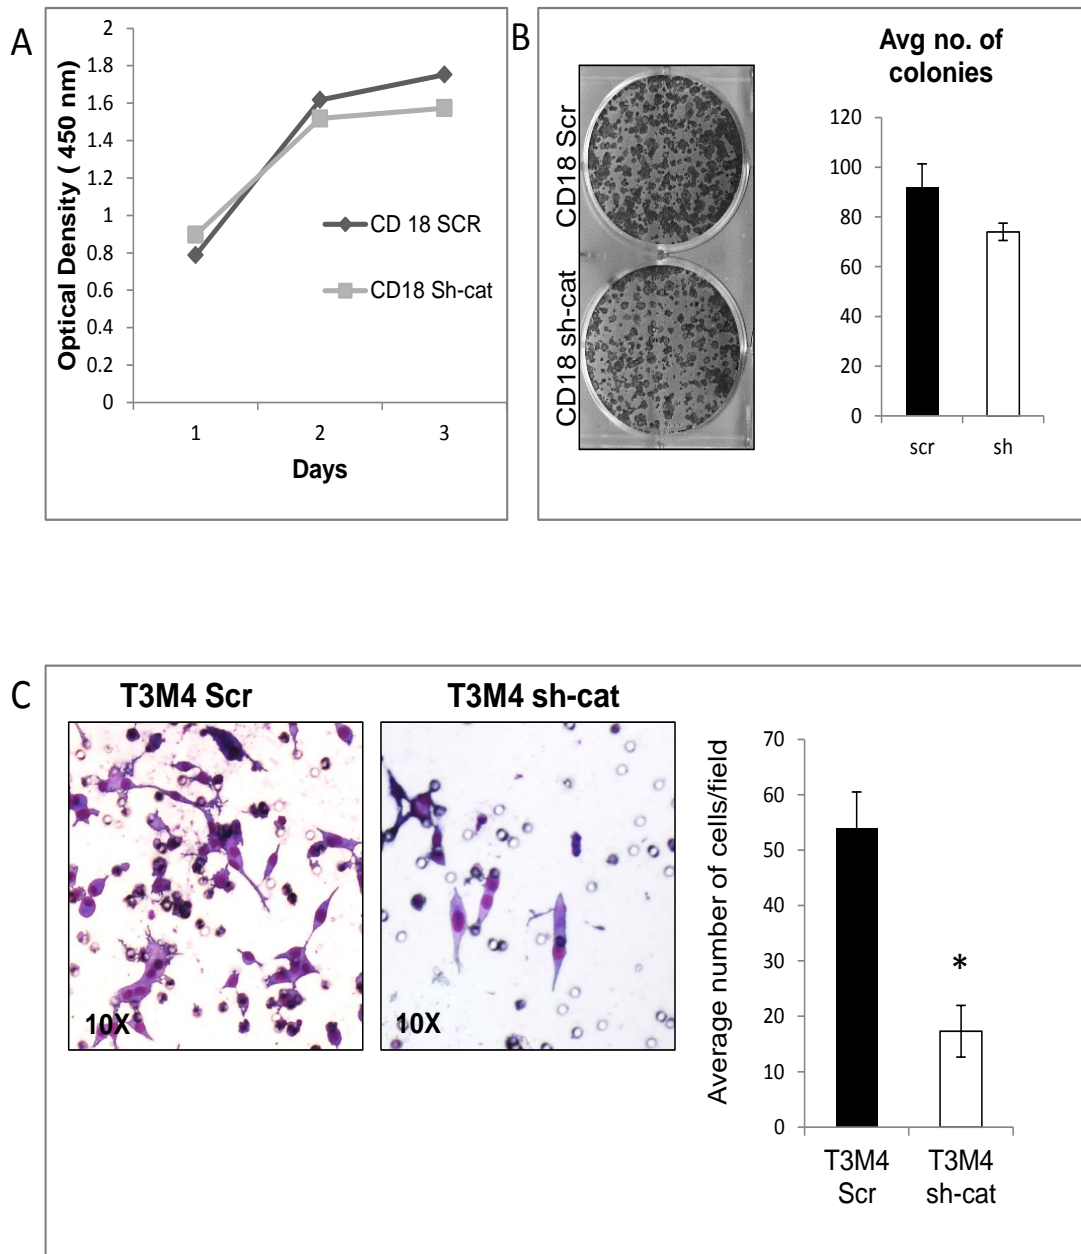 A
2
1.8
1.6
1.4
1.2
1
0.8
0.6
0.4
0.2
0
Optical Density ( 450 nm)
CD 18 SCR
CD18 Sh-cat
1 2 3
Days
B
CD18 Scr
CD18 sh-cat
Avg no. of
colonies
120
100
80
60
40
20
0
scr sh
C
T3M4 Scr
T3M4 sh-cat
10X
10X
Average number of cells/field
70
60
50
40
30
20
10
0
*
T3M4
Scr
T3M4
sh-cat